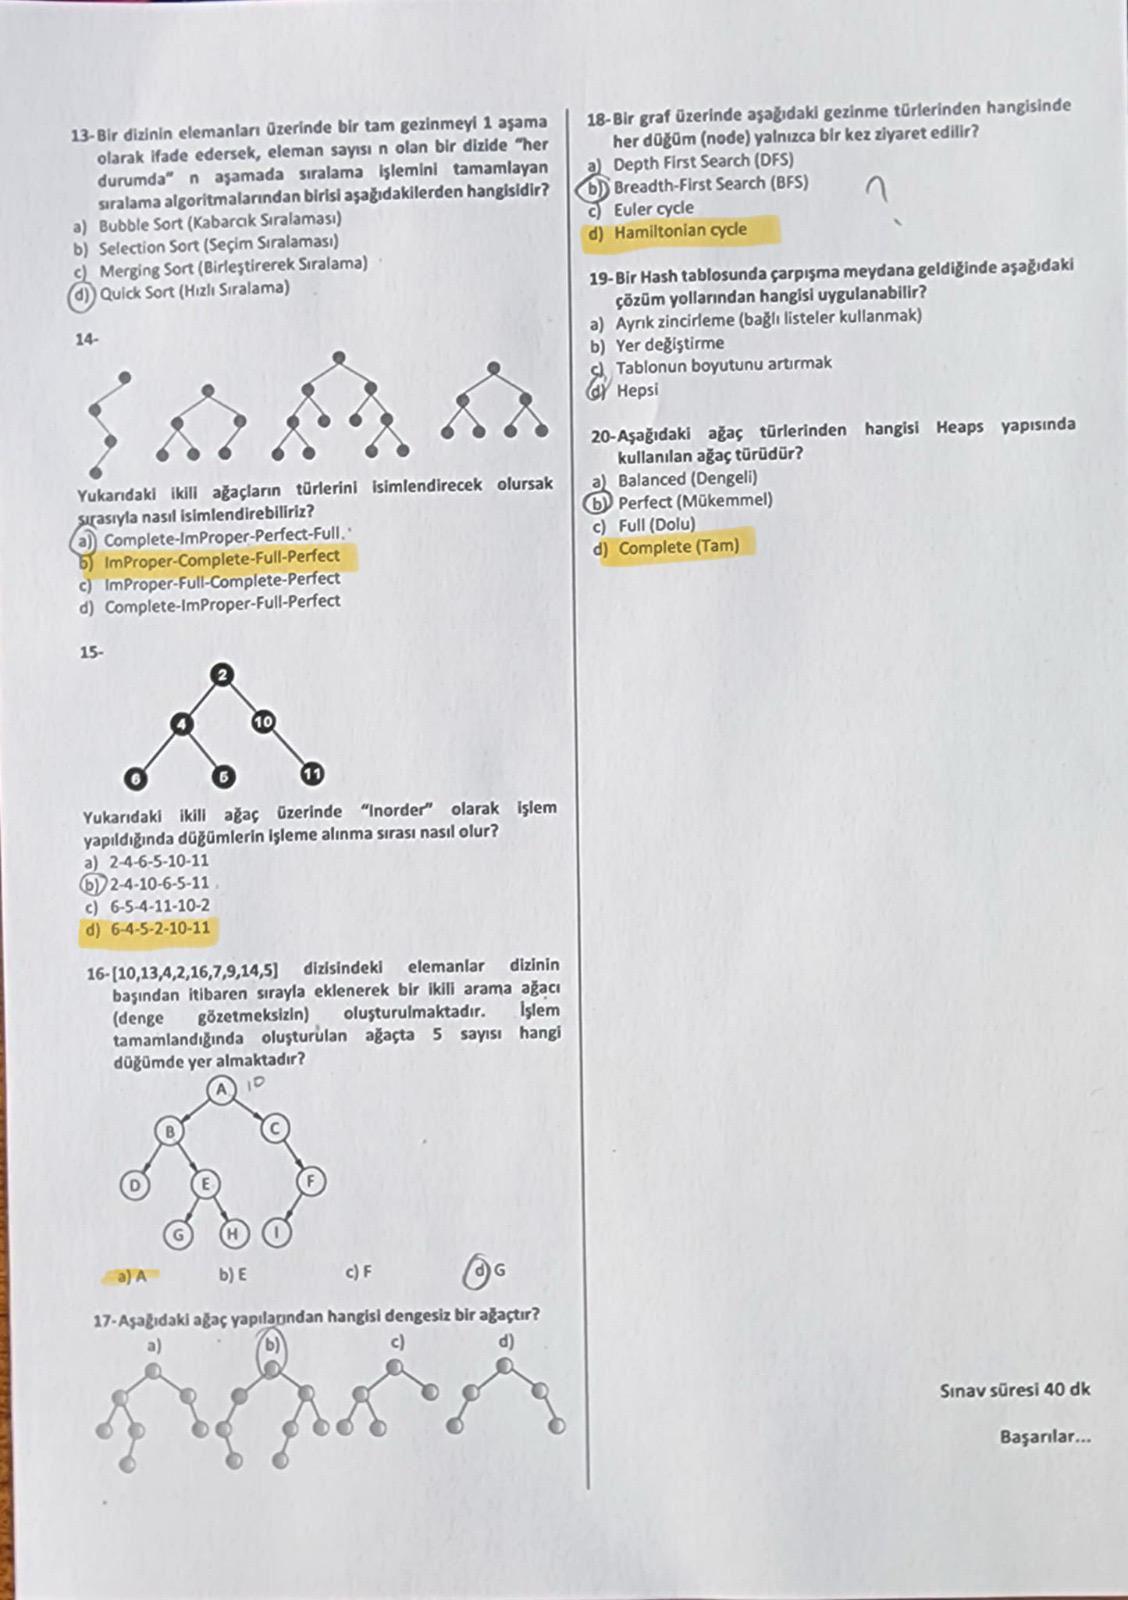 13-Bir dizinin elemanları üzerinde bir tam gezinmeyi 1 aşama
olarak ifade edersek, eleman sayısı n olan bir dizide "her
durumda" n aşamada sıralama işlemini tamamlayan
sıralama algoritmalarından birisi aşağıdakilerden hangisidir?
a) Bubble Sort (Kabarcık Sıralaması)
b) Selection Sort (Seçim Sıralaması)
c) Merging Sort (Birleştirerek Sıralama)
d) Quick Sort (Hızlı Sıralama)
14-
Yukarıdaki ikili ağaçların türlerini isimlendirecek olursak
sırasıyla nasıl isimlendirebiliriz?
a) Complete-ImProper-Perfect-Full.
b) ImProper-Complete-Full-Perfect
c) ImProper-Full-Complete-Perfect
d) Complete-ImProper-Full-Perfect
15-
2
4 10
6 5 11
Yukarıdaki ikili ağaç üzerinde "Inorder" olarak işlem
yapıldığında düğümlerin işleme alınma sırası nasıl olur?
a) 2-4-6-5-10-11
b) 2-4-10-6-5-11
c) 6-5-4-11-10-2
d) 6-4-5-2-10-11
16-[10,13,4,2,16,7,9,14,5] dizisindeki elemanlar dizinin
başından itibaren sırayla eklenerek bir ikili arama ağacı
(denge gözetmeksizin) oluşturulmaktadır. İşlem
tamamlandığında oluşturulan ağaçta 5 sayısı hangi
düğümde yer almaktadır?
A 10
B C
D E F
G H I
a) A b) E c) F d) G
17-Aşağıdaki ağaç yapılarından hangisi dengesiz bir ağaçtır?
a) b) c) d)
18-Bir graf üzerinde aşağıdaki gezinme türlerinden hangisinde
her düğüm (node) yalnızca bir kez ziyaret edilir?
a) Depth First Search (DFS)
b) Breadth-First Search (BFS) ?
c) Euler cycle
d) Hamiltonian cycle
19-Bir Hash tablosunda çarpışma meydana geldiğinde aşağıdaki
çözüm yollarından hangisi uygulanabilir?
a) Ayrık zincirleme (bağlı listeler kullanmak)
b) Yer değiştirme
c) Tablonun boyutunu artırmak
d) Hepsi
20-Aşağıdaki ağaç türlerinden hangisi Heaps yapısında
kullanılan ağaç türüdür?
a) Balanced (Dengeli)
b) Perfect (Mükemmel)
c) Full (Dolu)
d) Complete (Tam)
Sınav süresi 40 dk
Başarılar...